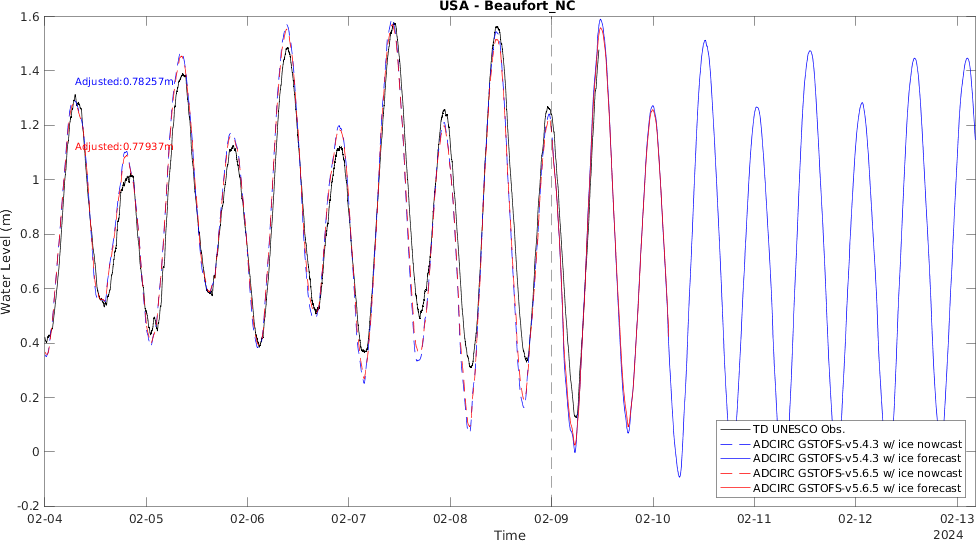 USA - Beaufort_NC
1.6
1.4
1.2
1
0.8
0.6
0.4
0.2
0
-0.2
Water Level (m)
Adjusted:0.78257m
Adjusted:0.77937m
TD UNESCO Obs.
ADCIRC GSTOFS-v5.4.3 w/ ice nowcast
ADCIRC GSTOFS-v5.4.3 w/ ice forecast
ADCIRC GSTOFS-v5.6.5 w/ ice nowcast
ADCIRC GSTOFS-v5.6.5 w/ ice forecast
02-04 02-05 02-06 02-07 02-08 02-09 02-10 02-11 02-12 02-13
Time
2024